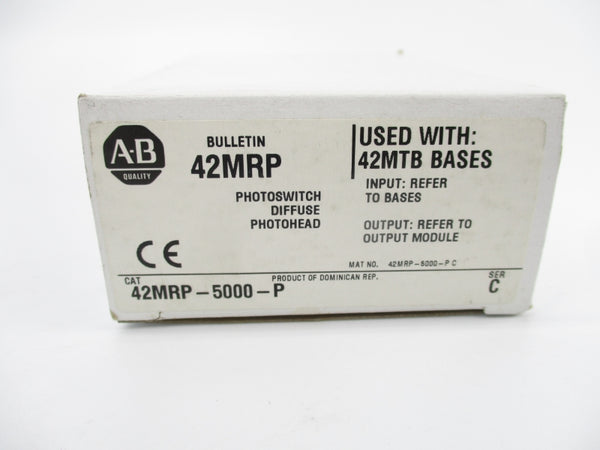 A-B
QUALITY
BULLETIN
42MRP
PHOTOSWITCH
DIFFUSE
PHOTOHEAD
USED WITH:
42MTB BASES
INPUT: REFER
TO BASES
OUTPUT: REFER TO
OUTPUT MODULE
MAT NO. 42MRP-5000-P C
CE
PRODUCT OF DOMINICAN REP.
CAT
42MRP-5000-P
SER
C